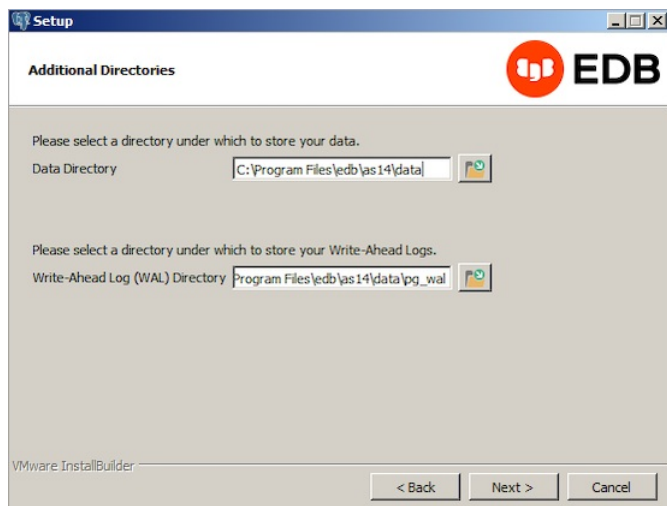 Setup
Additional Directories
EDB
Please select a directory under which to store your data.
Data Directory C:\Program Files\edb\as14\data
Please select a directory under which to store your Write-Ahead Logs.
Write-Ahead Log (WAL) Directory Program Files\edb\as14\data\pg_wal
VMware InstallBuilder
< Back Next > Cancel